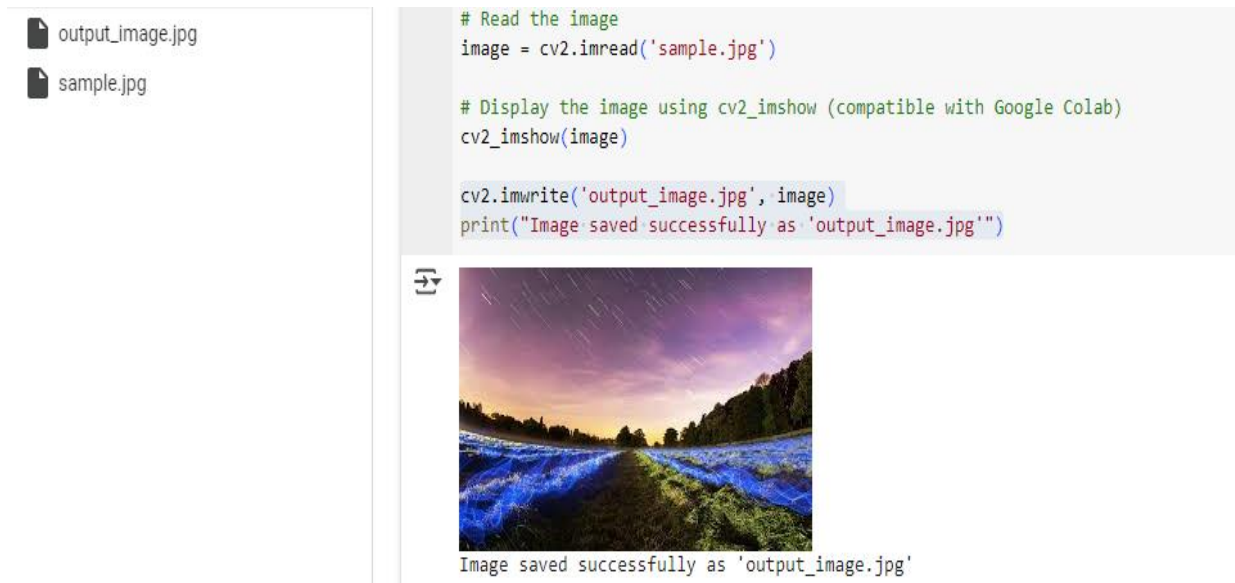 output_image.jpg
sample.jpg
# Read the image
image = cv2.imread('sample.jpg')
# Display the image using cv2_imshow (compatible with Google Colab)
cv2_imshow(image)
cv2.imwrite('output_image.jpg', image)
print("Image saved successfully as 'output_image.jpg'")
Image saved successfully as 'output_image.jpg'